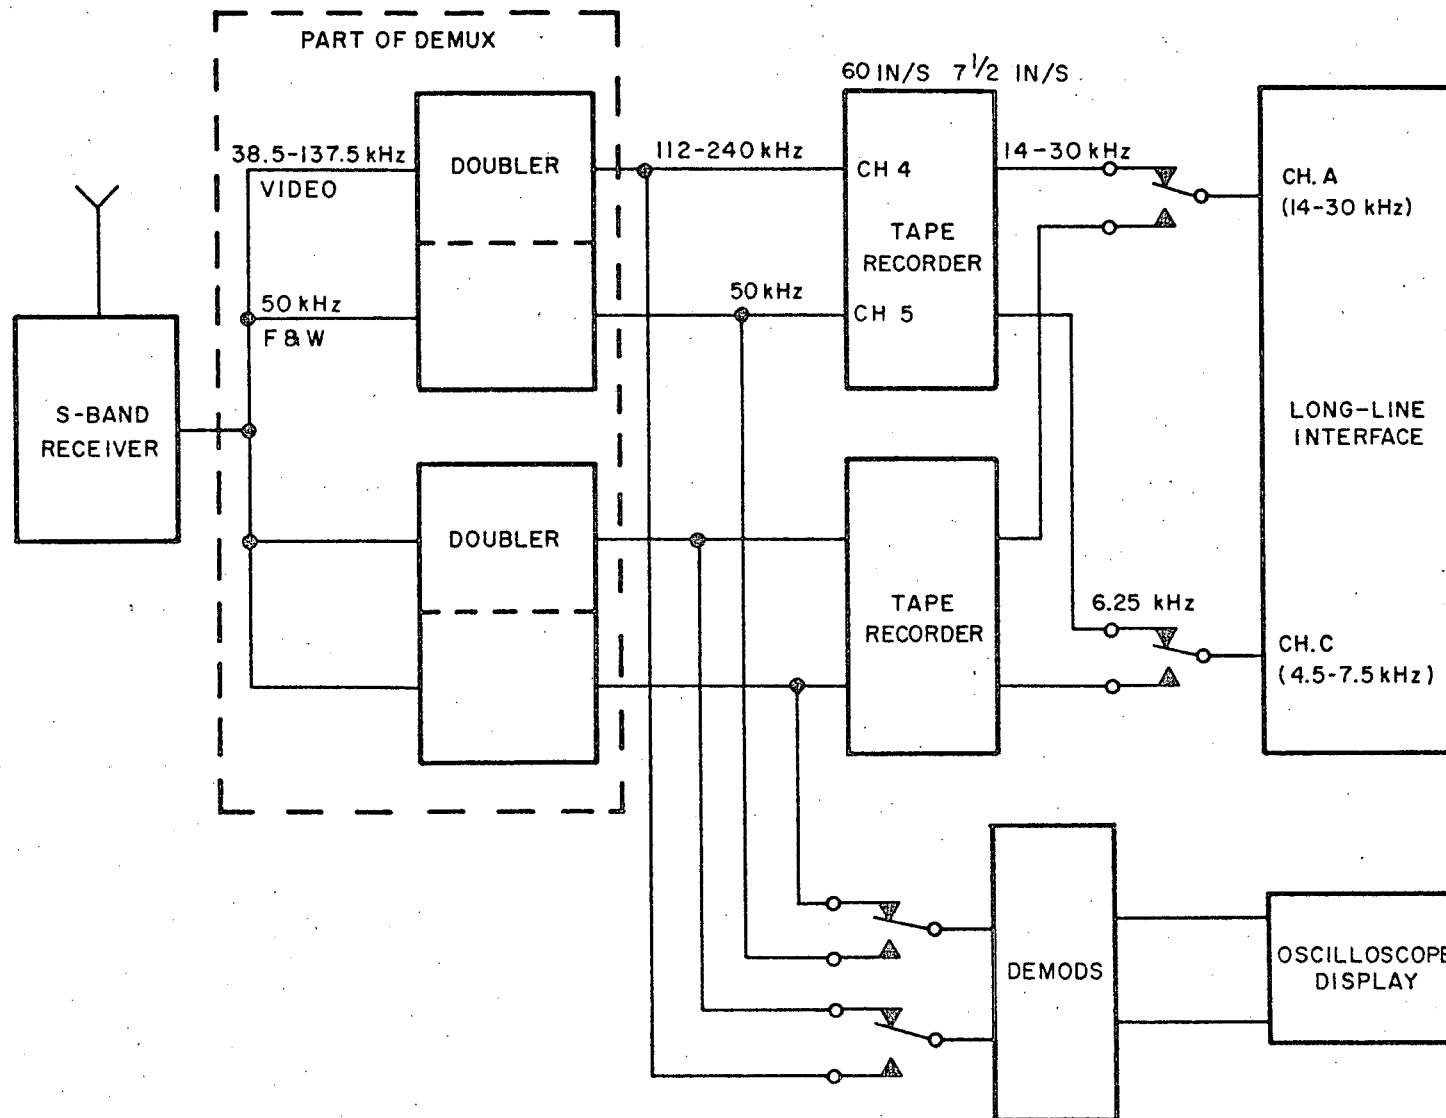 PART OF DEMUX
60 IN/S 7 1/2 IN/S
38.5-137.5 kHz
VIDEO
DOUBLER
112-240 kHz
CH 4
14-30 kHz
CH. A
(14-30 kHz)
TAPE
RECORDER
50 kHz
F & W
50 kHz
CH 5
S-BAND
RECEIVER
LONG-LINE
INTERFACE
DOUBLER
TAPE
RECORDER
6.25 kHz
CH. C
(4.5-7.5 kHz)
DEMODS
OSCILLOSCOPE
DISPLAY